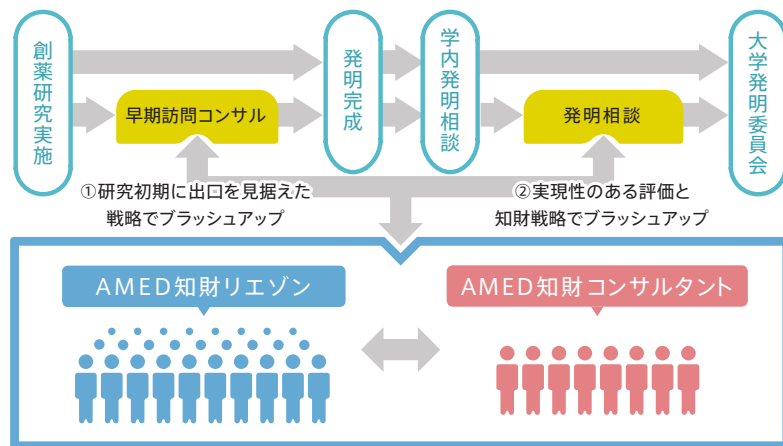 創薬研究実施
早期訪問コンサル
発明完成
学内発明相談
発明相談
大学発明委員会
①研究初期に出口を見据えた
戦略でブラッシュアップ
②実現性のある評価と
知財戦略でブラッシュアップ
AMED知財リエゾン
AMED知財コンサルタント